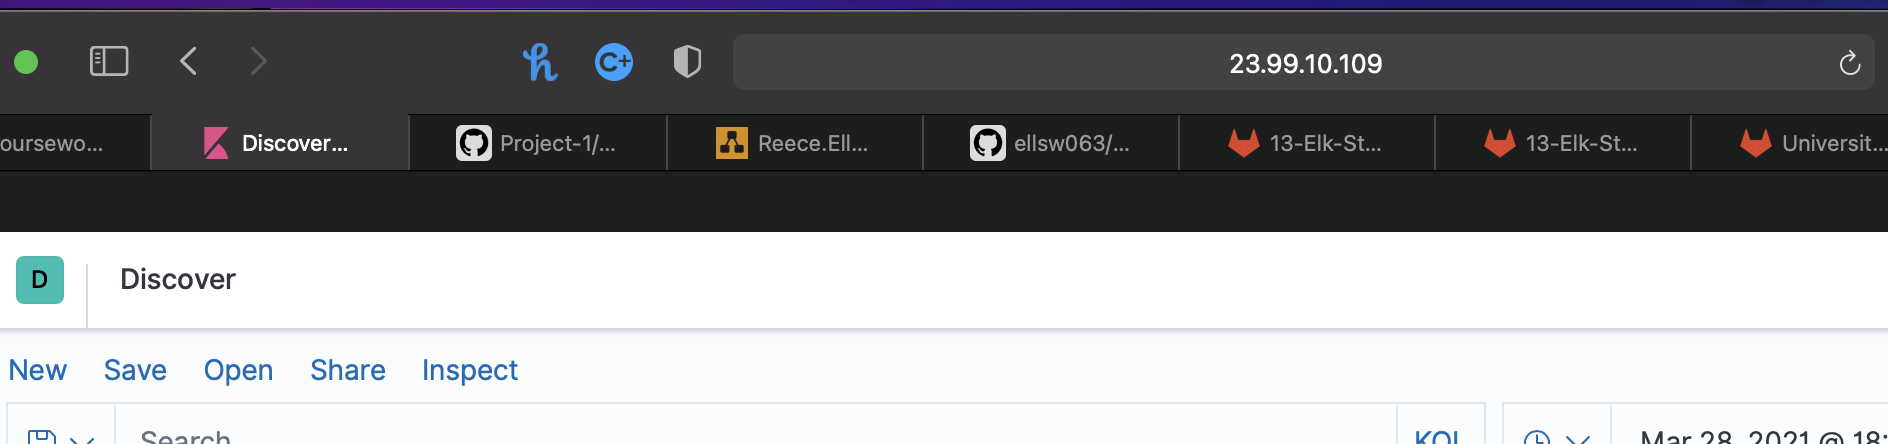 23.99.10.109
oursewo... Discover... Project-1/... Reece.Ell... ellsw063/... 13-Elk-St... 13-Elk-St... Universit...
D Discover
New Save Open Share Inspect
Search KQL Mar 28, 2021 @ 18: